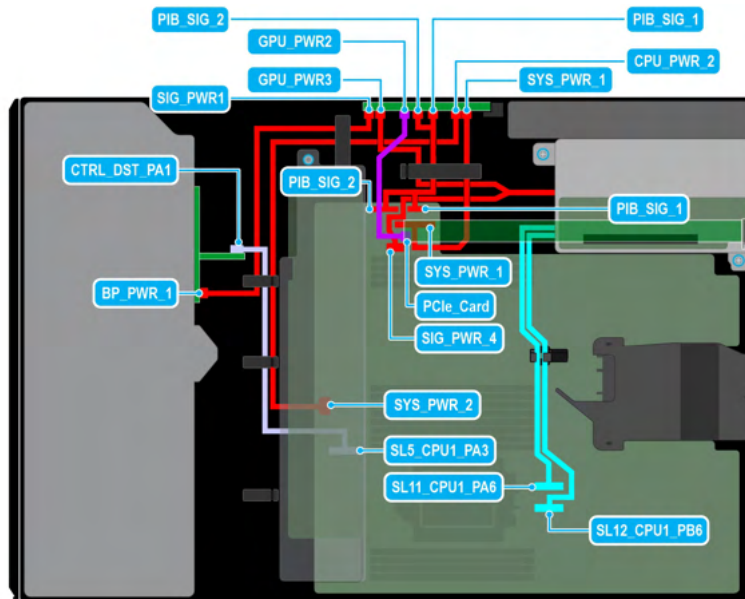 PIB_SIG_2
PIB_SIG_1
GPU_PWR2
CPU_PWR_2
GPU_PWR3
SYS_PWR_1
SIG_PWR1
CTRL_DST_PA1
PIB_SIG_2
PIB_SIG_1
SYS_PWR_1
BP_PWR_1
PCIe_Card
SIG_PWR_4
SYS_PWR_2
SL5_CPU1_PA3
SL11_CPU1_PA6
SL12_CPU1_PB6